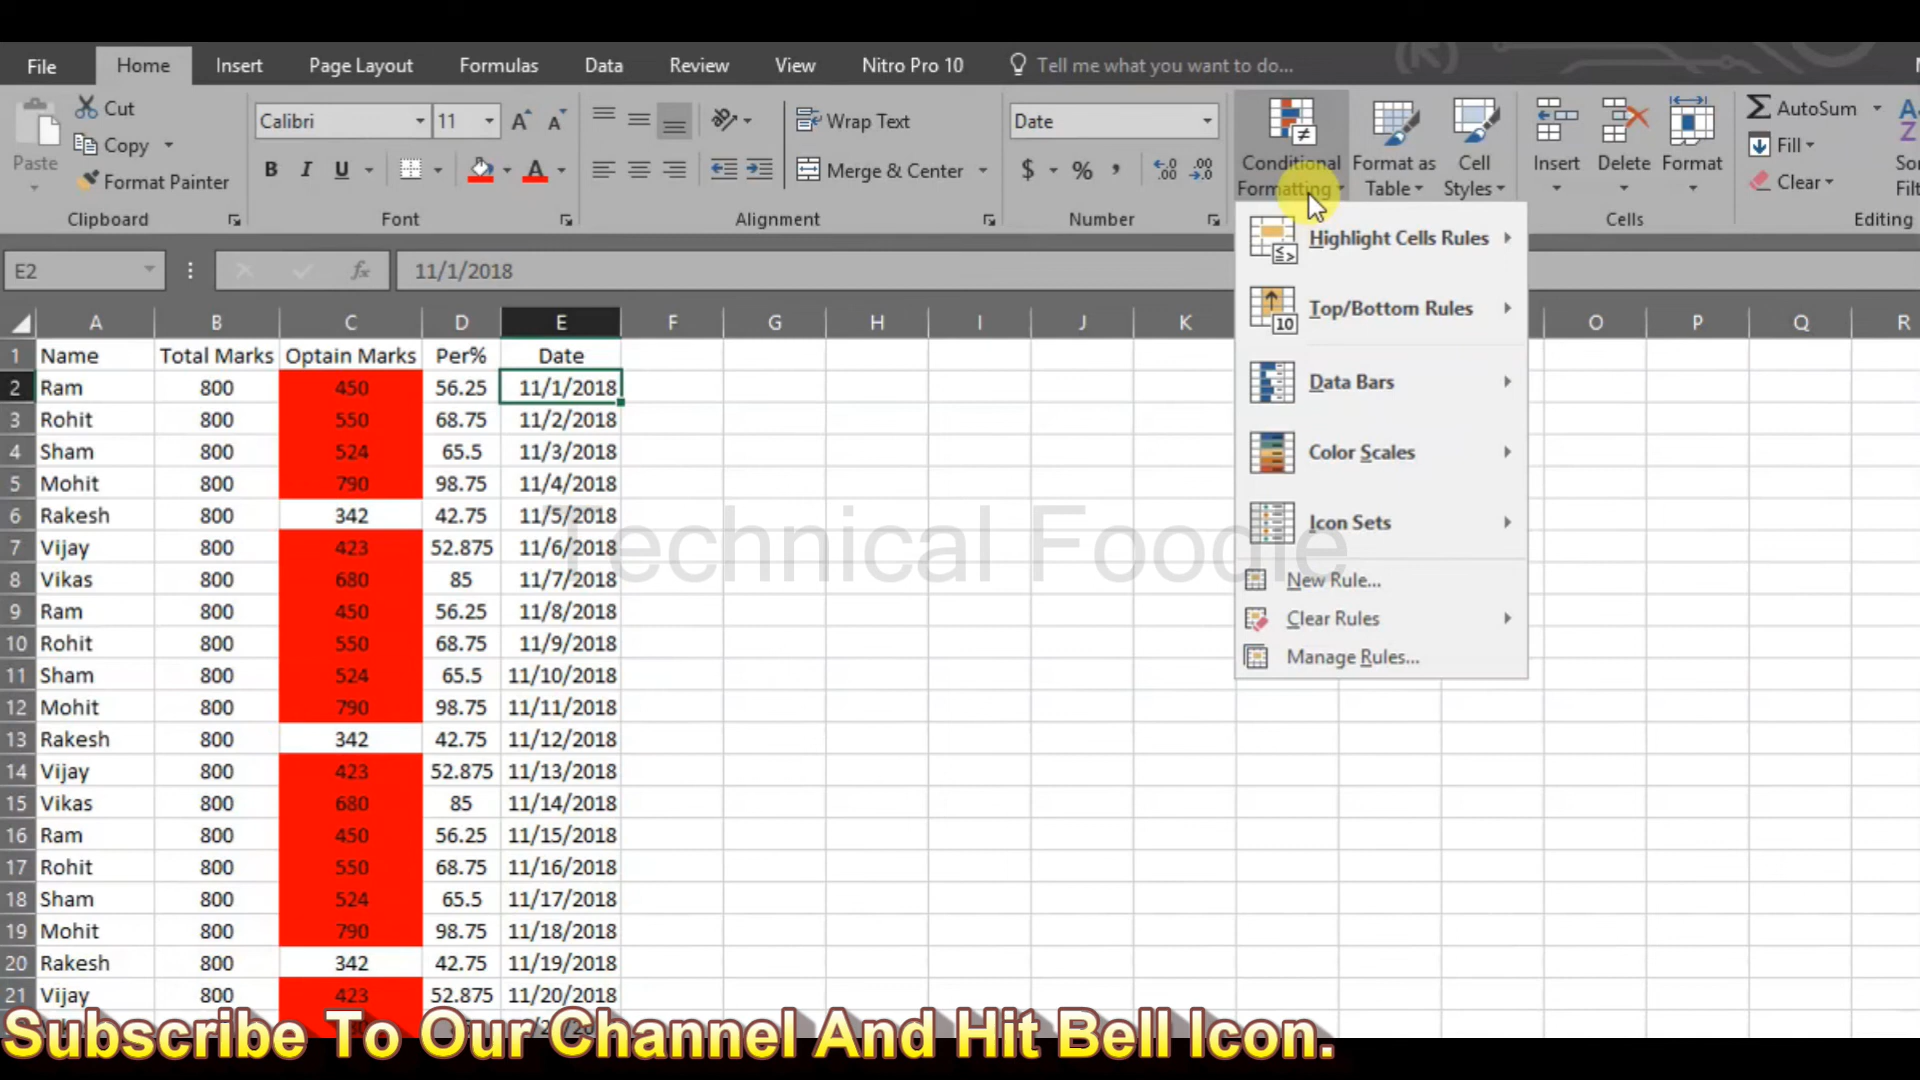 File Home Insert Page Layout Formulas Data Review View Nitro Pro 10 Tell me what you want to do...
Cut Calibri 11 Wrap Text Date AutoSum
Copy Fill
Paste Format Painter B I U A Merge & Center $ % , Conditional Formatting Format as Table Cell Styles Insert Delete Format Clear
Clipboard Font Alignment Number Cells Editing
E2 fx 11/1/2018
Highlight Cells Rules
Top/Bottom Rules
Data Bars
Color Scales
Icon Sets
New Rule...
Clear Rules
Manage Rules...
A B C D E F G H I J K O P Q R
1 Name Total Marks Optain Marks Per% Date
2 Ram 800 450 56.25 11/1/2018
3 Rohit 800 550 68.75 11/2/2018
4 Sham 800 524 65.5 11/3/2018
5 Mohit 800 790 98.75 11/4/2018
6 Rakesh 800 342 42.75 11/5/2018
7 Vijay 800 423 52.875 11/6/2018
8 Vikas 800 680 85 11/7/2018
9 Ram 800 450 56.25 11/8/2018
10 Rohit 800 550 68.75 11/9/2018
11 Sham 800 524 65.5 11/10/2018
12 Mohit 800 790 98.75 11/11/2018
13 Rakesh 800 342 42.75 11/12/2018
14 Vijay 800 423 52.875 11/13/2018
15 Vikas 800 680 85 11/14/2018
16 Ram 800 450 56.25 11/15/2018
17 Rohit 800 550 68.75 11/16/2018
18 Sham 800 524 65.5 11/17/2018
19 Mohit 800 790 98.75 11/18/2018
20 Rakesh 800 342 42.75 11/19/2018
21 Vijay 800 423 52.875 11/20/2018
Technical Foodie
Subscribe To Our Channel And Hit Bell Icon.